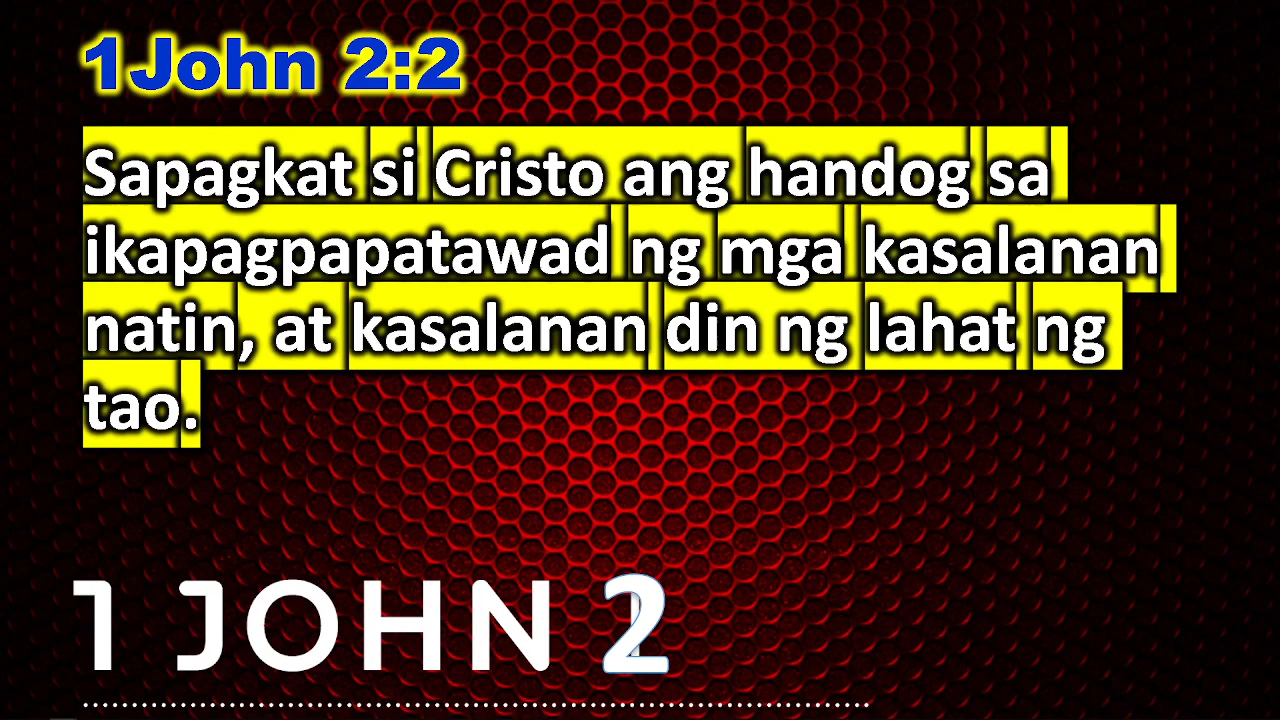 1John 2:2
Sapagkat si Cristo ang handog sa
ikapagpapatawad ng mga kasalanan
natin, at kasalanan din ng lahat ng
tao.
1 JOHN 2